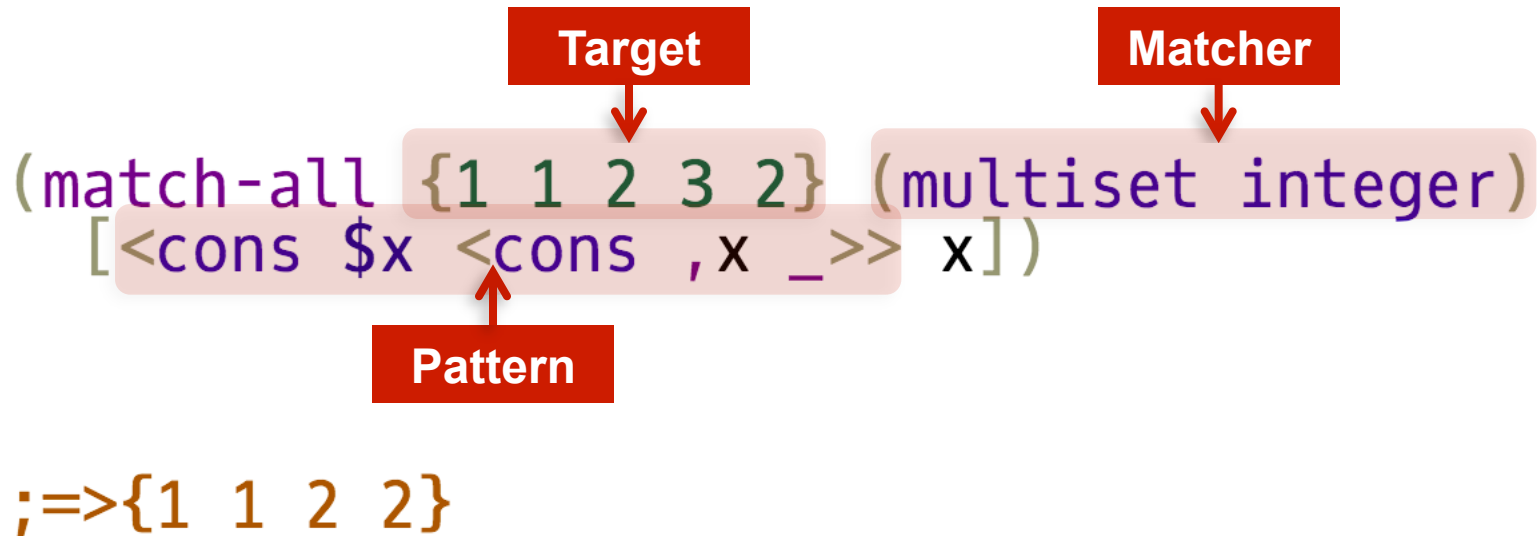 Target Matcher
(match-all {1 1 2 3 2} (multiset integer)
[<cons $x <cons ,x _>> x])
Pattern
;=>{1 1 2 2}